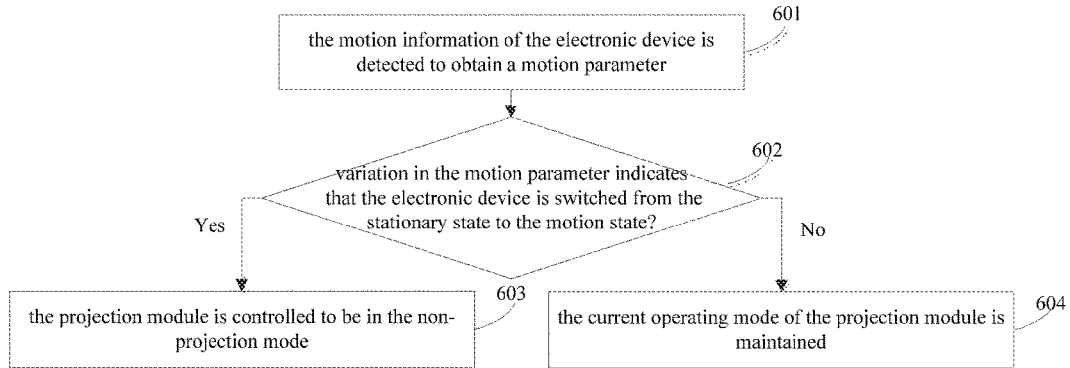 601
the motion information of the electronic device is
detected to obtain a motion parameter
602
variation in the motion parameter indicates
that the electronic device is switched from the
stationary state to the motion state?
Yes
No
603
the projection module is controlled to be in the non-
projection mode
604
the current operating mode of the projection module is
maintained